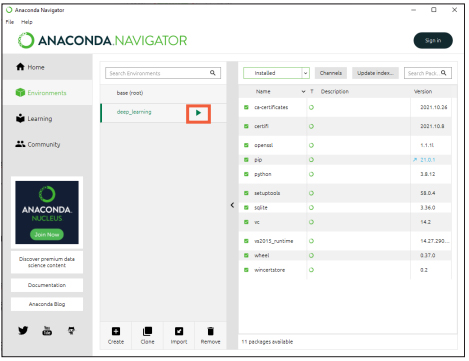 Anaconda Navigator
File Help
ANACONDA.NAVIGATOR
Sign in
Home
Environments
Learning
Community
ANACONDA.
NUCLEUS
Join Now
Discover premium data
science content
Documentation
Anaconda Blog
Search Environments
base (root)
deep_learning
Create Clone Import Remove
Installed Channels Update index... Search Pack...
Name T Description Version
ca-certificates 2021.10.26
certifi 2021.10.8
openssl 1.1.1l
pip 21.0.1
python 3.8.12
setuptools 58.0.4
sqlite 3.36.0
vc 14.2
vs2015_runtime 14.27.290...
wheel 0.37.0
wincertstore 0.2
11 packages available